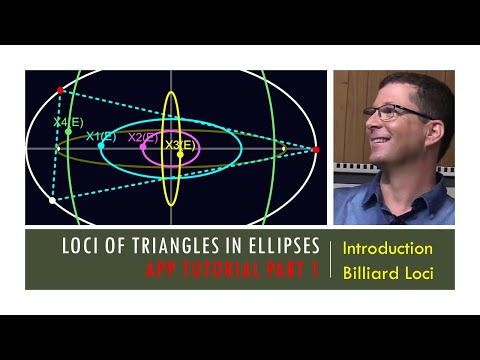 X4(E)
X1(E)
X2(E)
X3(E)
LOCI OF TRIANGLES IN ELLIPSES
APP TUTORIAL PART 1
Introduction
Billiard Loci